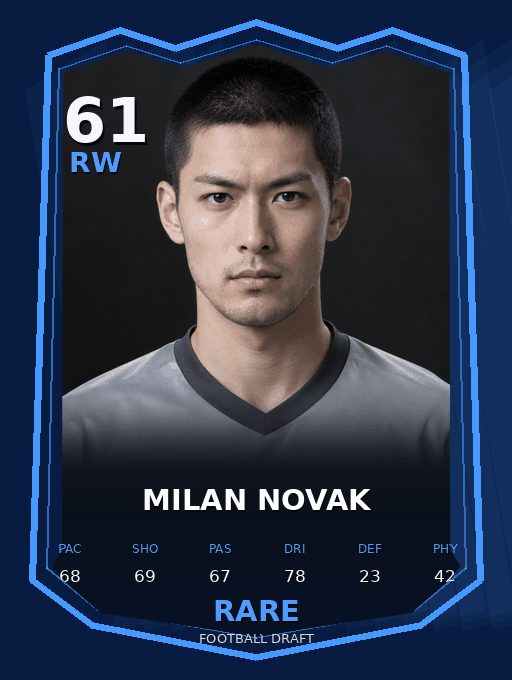 61
RW
MILAN NOVAK
PAC SHO PAS DRI DEF PHY
68 69 67 78 23 42
RARE
FOOTBALL DRAFT